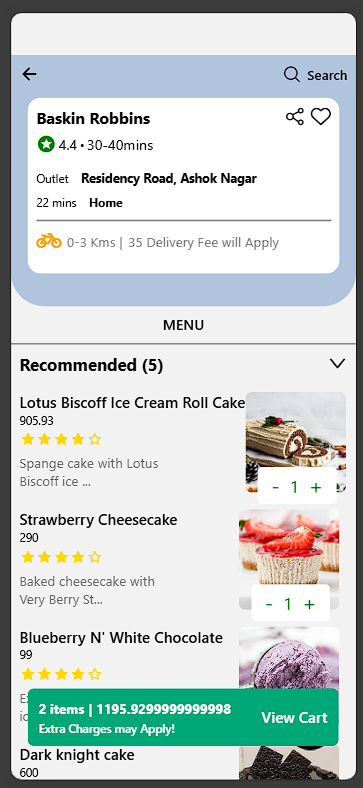 Search
Baskin Robbins
4.4 • 30-40mins
Outlet Residency Road, Ashok Nagar
22 mins Home
0-3 Kms | 35 Delivery Fee will Apply
MENU
Recommended (5)
Lotus Biscoff Ice Cream Roll Cake
905.93
Spange cake with Lotus
Biscoff ice ...
- 1 +
Strawberry Cheesecake
290
Baked cheesecake with
Very Berry St...
- 1 +
Blueberry N' White Chocolate
99
2 items | 1195.9299999999998
Extra Charges may Apply!
View Cart
Dark knight cake
600